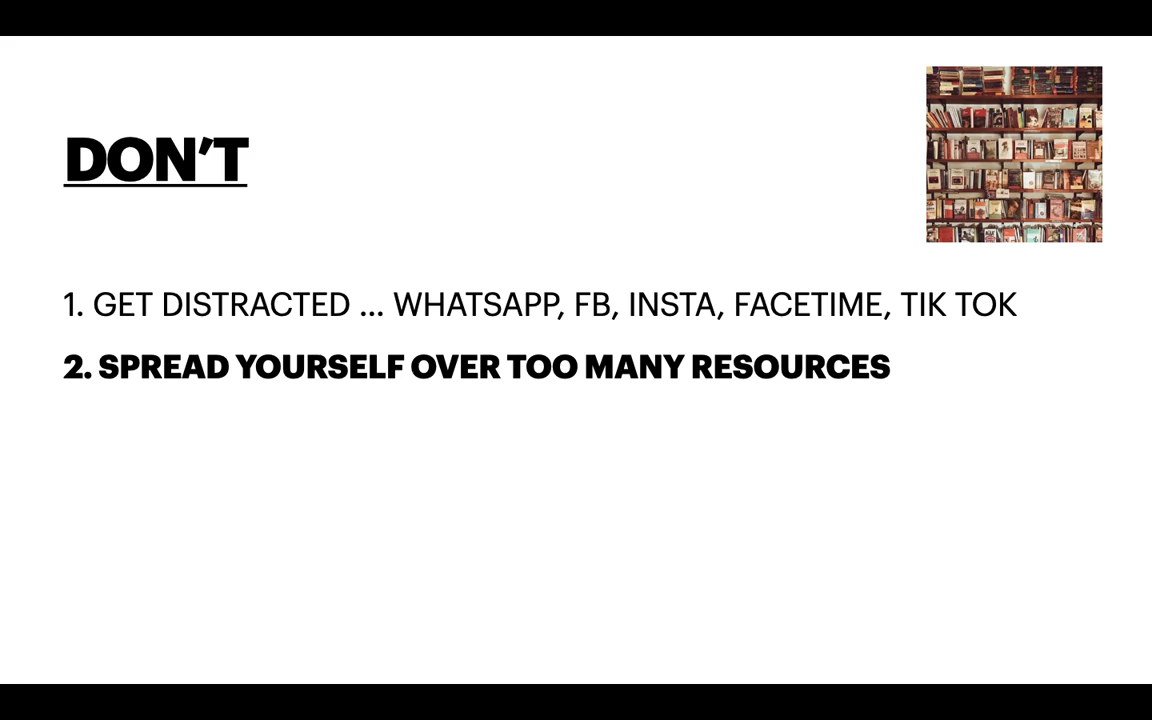 DON'T
1. GET DISTRACTED ... WHATSAPP, FB, INSTA, FACETIME, TIK TOK
2. SPREAD YOURSELF OVER TOO MANY RESOURCES